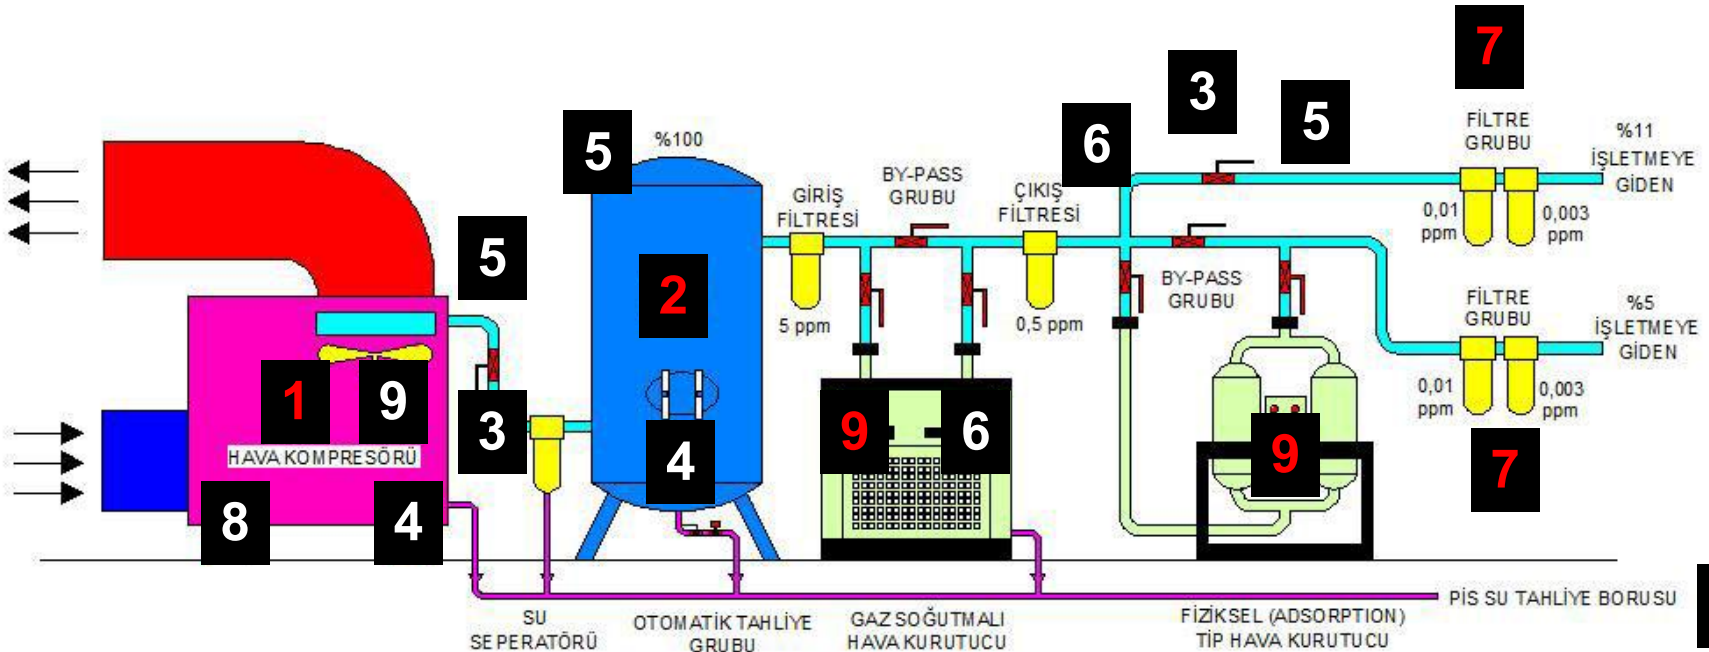 7
3
5
6
5
%100
FİLTRE
GRUBU
%11
İŞLETMEYE
GİDEN
BY-PASS
GRUBU
GİRİŞ
FİLTRESİ
ÇIKIŞ
FİLTRESİ
0,01
ppm
0,003
ppm
5
2
BY-PASS
GRUBU
5 ppm
0,5 ppm
FİLTRE
GRUBU
%5
İŞLETMEYE
GİDEN
0,01
ppm
0,003
ppm
1
9
3
4
9
6
9
7
HAVA KOMPRESÖRÜ
8
4
SU
SEPERATÖRÜ
OTOMATİK TAHLİYE
GRUBU
GAZ SOĞUTMALI
HAVA KURUTUCU
FİZİKSEL (ADSORPTION)
TİP HAVA KURUTUCU
PİS SU TAHLİYE BORUSU